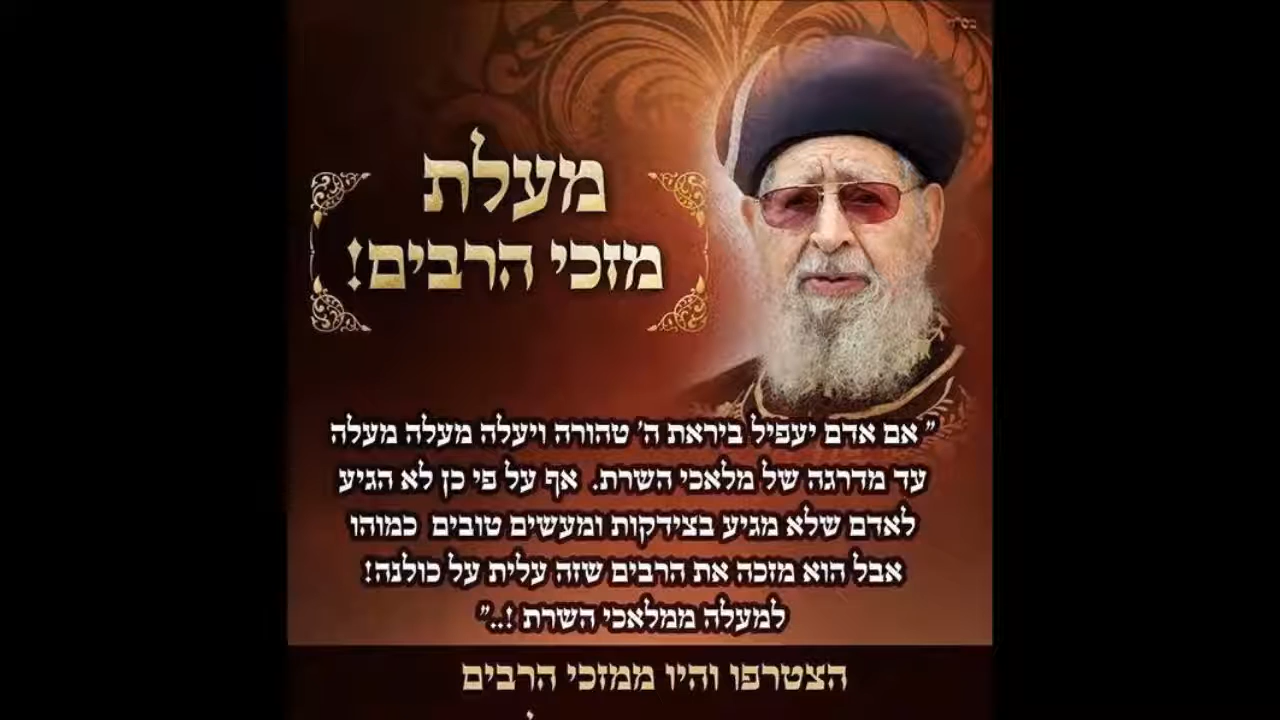 בס"ד
מעלת
מזכי הרבים!
"אם אדם יעפיל ביראת ה' טהורה ויעלה מעלה מעלה
עד מדרגה של מלאכי השרת. אף על פי כן לא הגיע
לאדם שלא מגיע בצידקות ומעשים טובים כמוהו
אבל הוא מזכה את הרבים שזה עלית על כולנה!
למעלה ממלאכי השרת !.."
הצטרפו והיו ממזכי הרבים